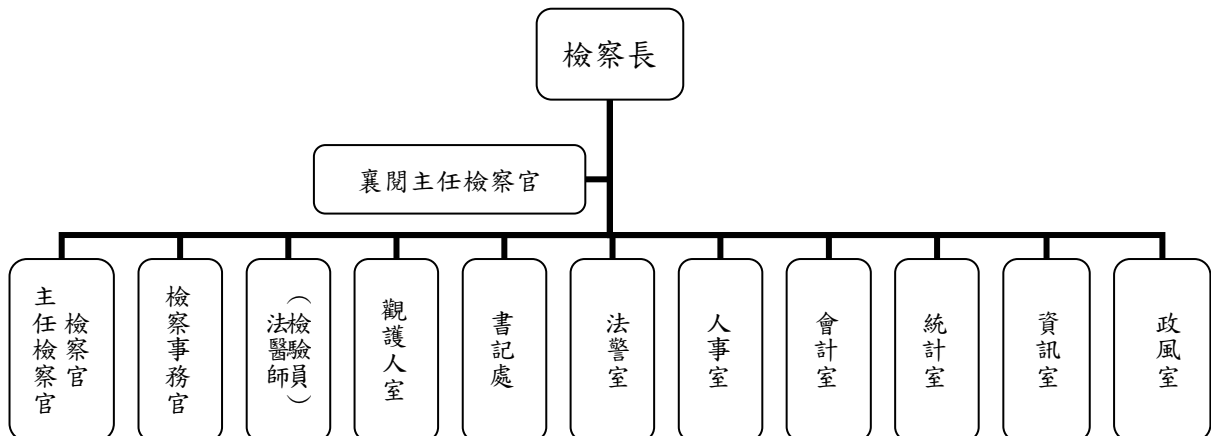 檢察長
襄閱主任檢察官
主任檢察官
檢察官
檢察事務官
法醫師
（檢驗員）
觀護人室
書記處
法警室
人事室
會計室
統計室
資訊室
政風室